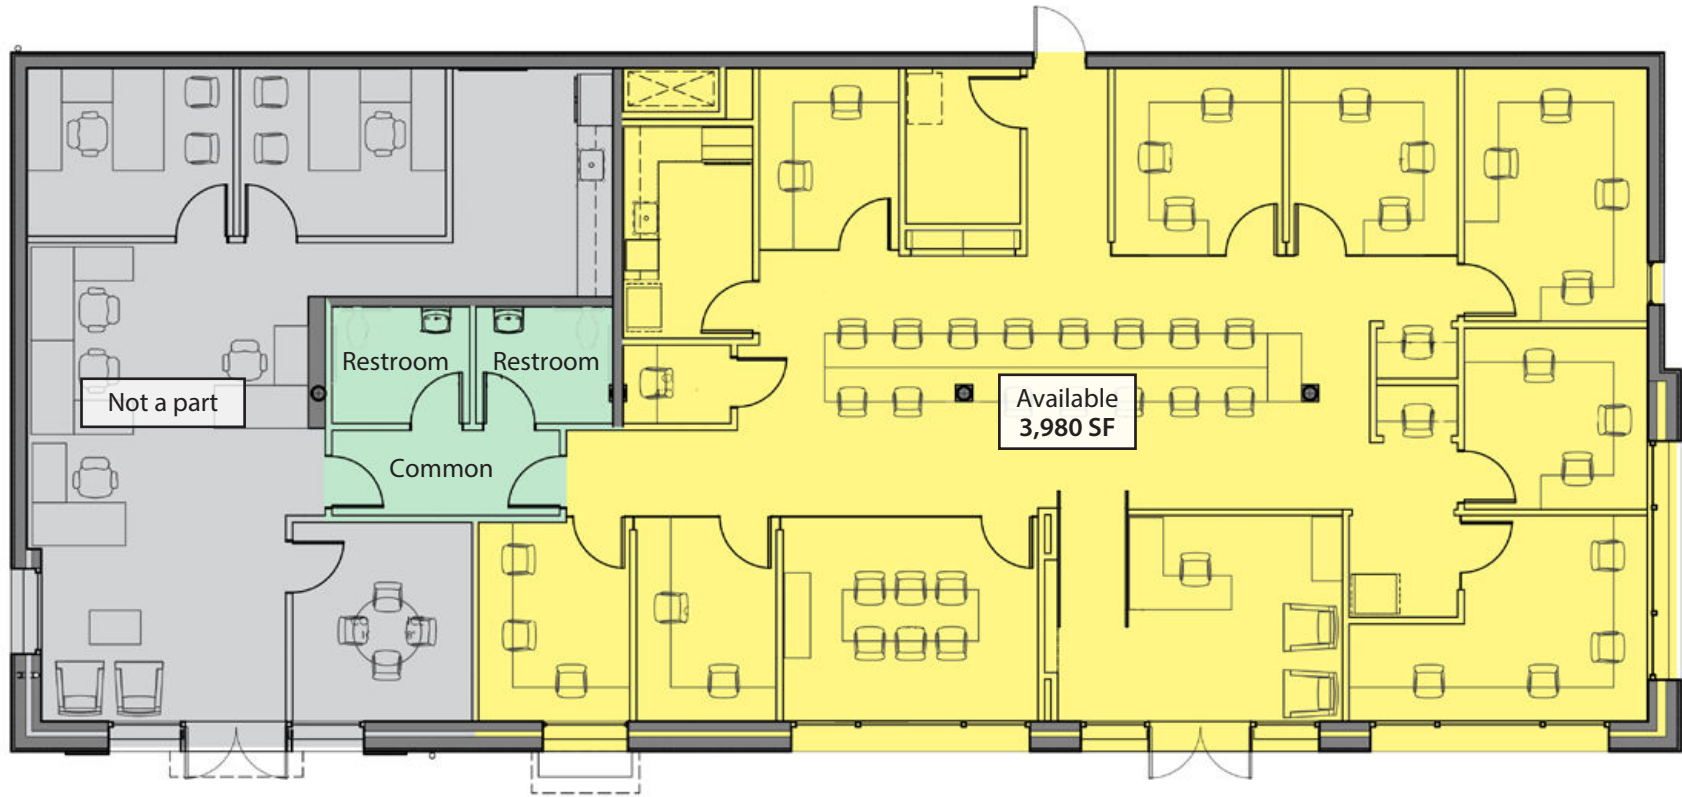 Restroom
Restroom
Not a part
Available
3,980 SF
Common